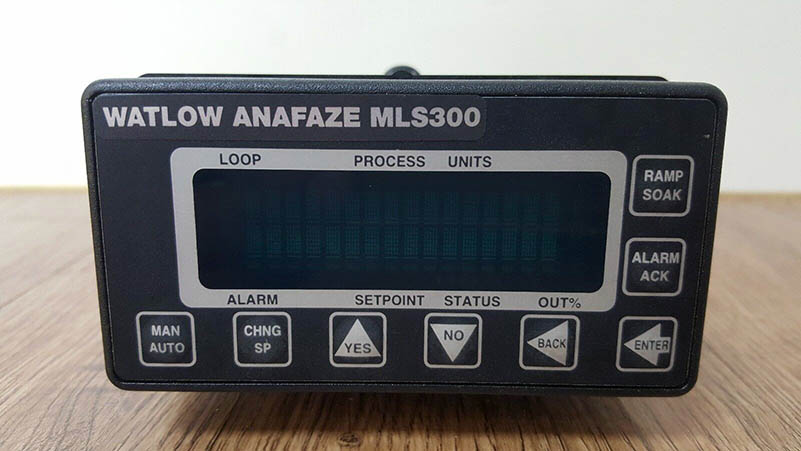 WATLOW ANAFAZE MLS300
LOOP PROCESS UNITS
RAMP
SOAK
ALARM
ACK
ALARM SETPOINT STATUS OUT%
MAN
AUTO
CHNG
SP
YES
NO
BACK
ENTER